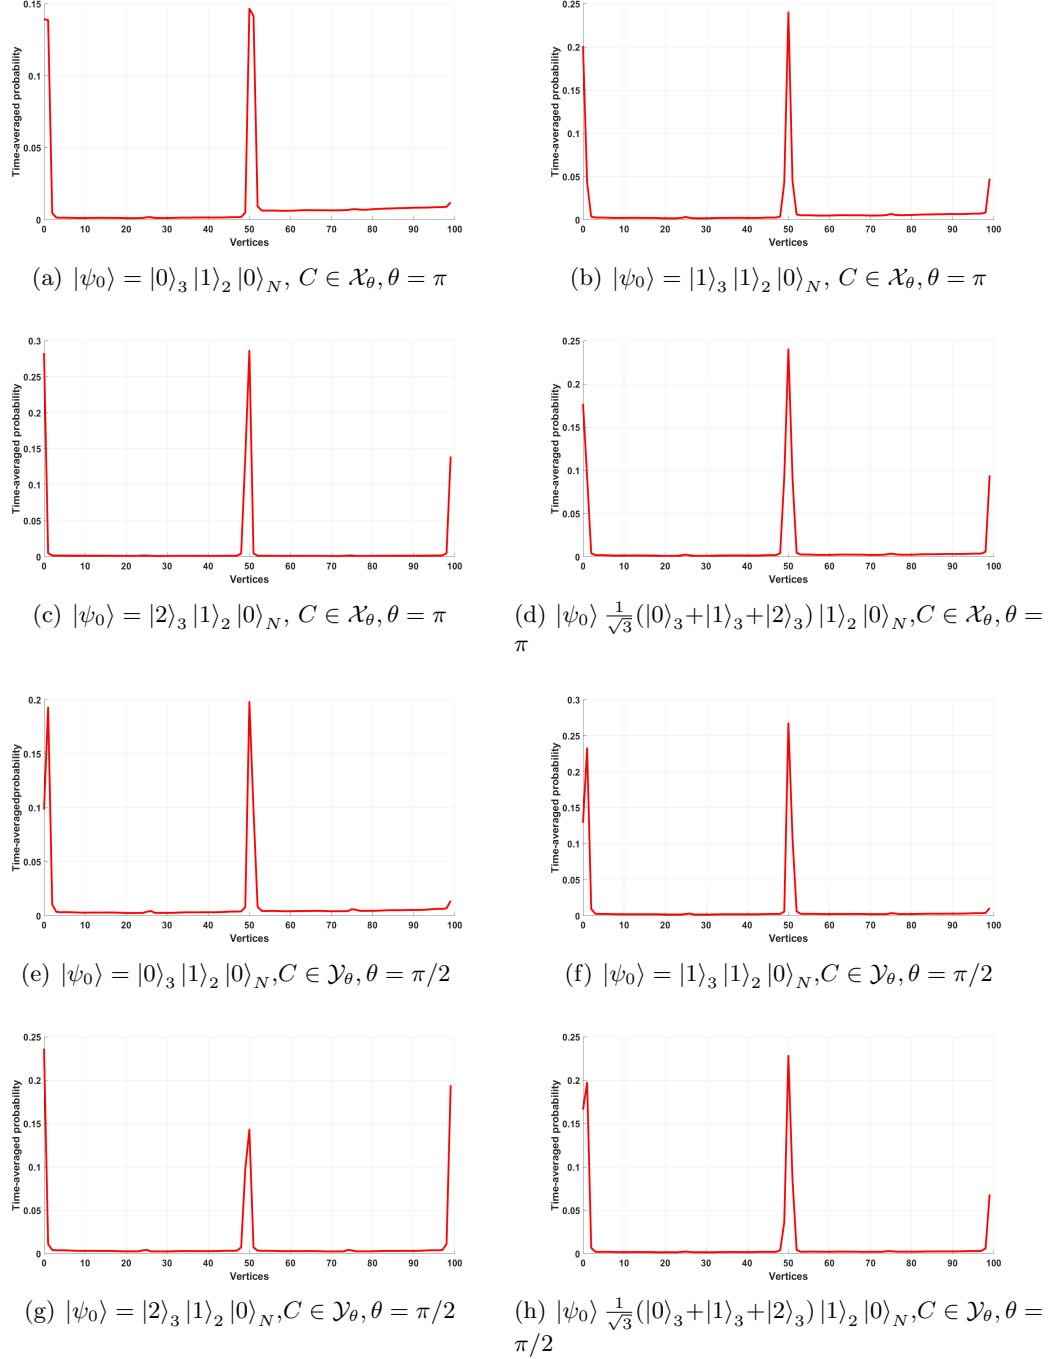 0.15
0.1
0.05
0
Time-averaged probability
0 10 20 30 40 50 60 70 80 90 100
Vertices
(a) |ψ₀⟩ = |0⟩₃ |1⟩₂ |0⟩_N, C ∈ 𝒳_θ, θ = π
0.25
0.2
0.15
0.1
0.05
0
Time-averaged probability
0 10 20 30 40 50 60 70 80 90 100
Vertices
(b) |ψ₀⟩ = |1⟩₃ |1⟩₂ |0⟩_N, C ∈ 𝒳_θ, θ = π
0.3
0.25
0.2
0.15
0.1
0.05
0
Time-averaged probability
0 10 20 30 40 50 60 70 80 90 100
Vertices
(c) |ψ₀⟩ = |2⟩₃ |1⟩₂ |0⟩_N, C ∈ 𝒳_θ, θ = π
0.25
0.2
0.15
0.1
0.05
0
Time-averaged probability
0 10 20 30 40 50 60 70 80 90 100
Vertices
(d) |ψ₀⟩ 1/√3(|0⟩₃+|1⟩₃+|2⟩₃) |1⟩₂ |0⟩_N, C ∈ 𝒳_θ, θ =
π
0.2
0.15
0.1
0.05
0
Time-averagedprobability
0 10 20 30 40 50 60 70 80 90 100
Vertices
(e) |ψ₀⟩ = |0⟩₃ |1⟩₂ |0⟩_N, C ∈ 𝒴_θ, θ = π/2
0.3
0.25
0.2
0.15
0.1
0.05
0
Time-averaged probability
0 10 20 30 40 50 60 70 80 90 100
Vertices
(f) |ψ₀⟩ = |1⟩₃ |1⟩₂ |0⟩_N, C ∈ 𝒴_θ, θ = π/2
0.25
0.2
0.15
0.1
0.05
0
Time-averaged probability
0 10 20 30 40 50 60 70 80 90 100
Vertices
(g) |ψ₀⟩ = |2⟩₃ |1⟩₂ |0⟩_N, C ∈ 𝒴_θ, θ = π/2
0.25
0.2
0.15
0.1
0.05
0
Time-averaged probability
0 10 20 30 40 50 60 70 80 90 100
Vertices
(h) |ψ₀⟩ 1/√3(|0⟩₃+|1⟩₃+|2⟩₃) |1⟩₂ |0⟩_N, C ∈ 𝒴_θ, θ =
π/2